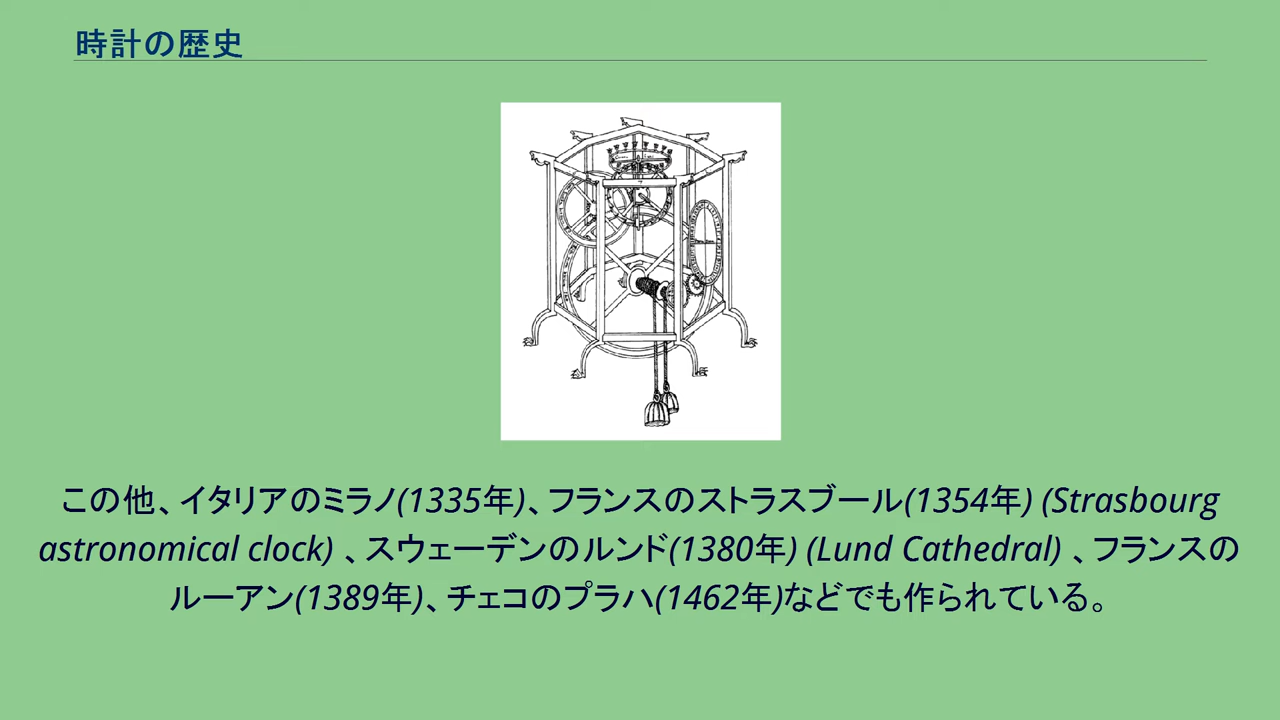 時計の歴史
この他、イタリアのミラノ(1335年)、フランスのストラスブール(1354年) (Strasbourg
astronomical clock) 、スウェーデンのルンド(1380年) (Lund Cathedral) 、フランスの
ルーアン(1389年)、チェコのプラハ(1462年)などでも作られている。